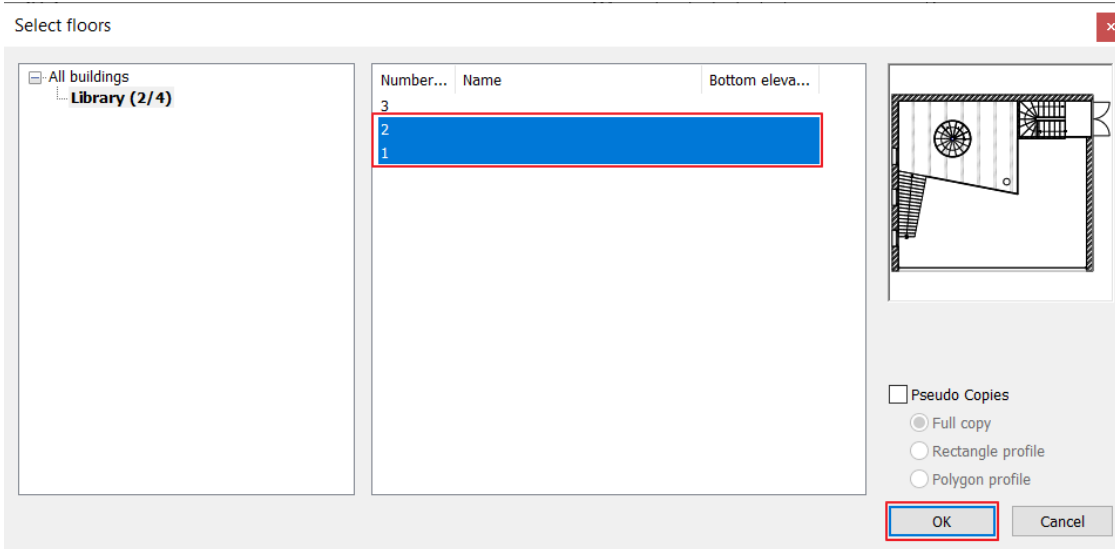 Select floors
All buildings
Library (2/4)
Number... Name Bottom eleva...
3
2
1
Pseudo Copies
Full copy
Rectangle profile
Polygon profile
OK Cancel